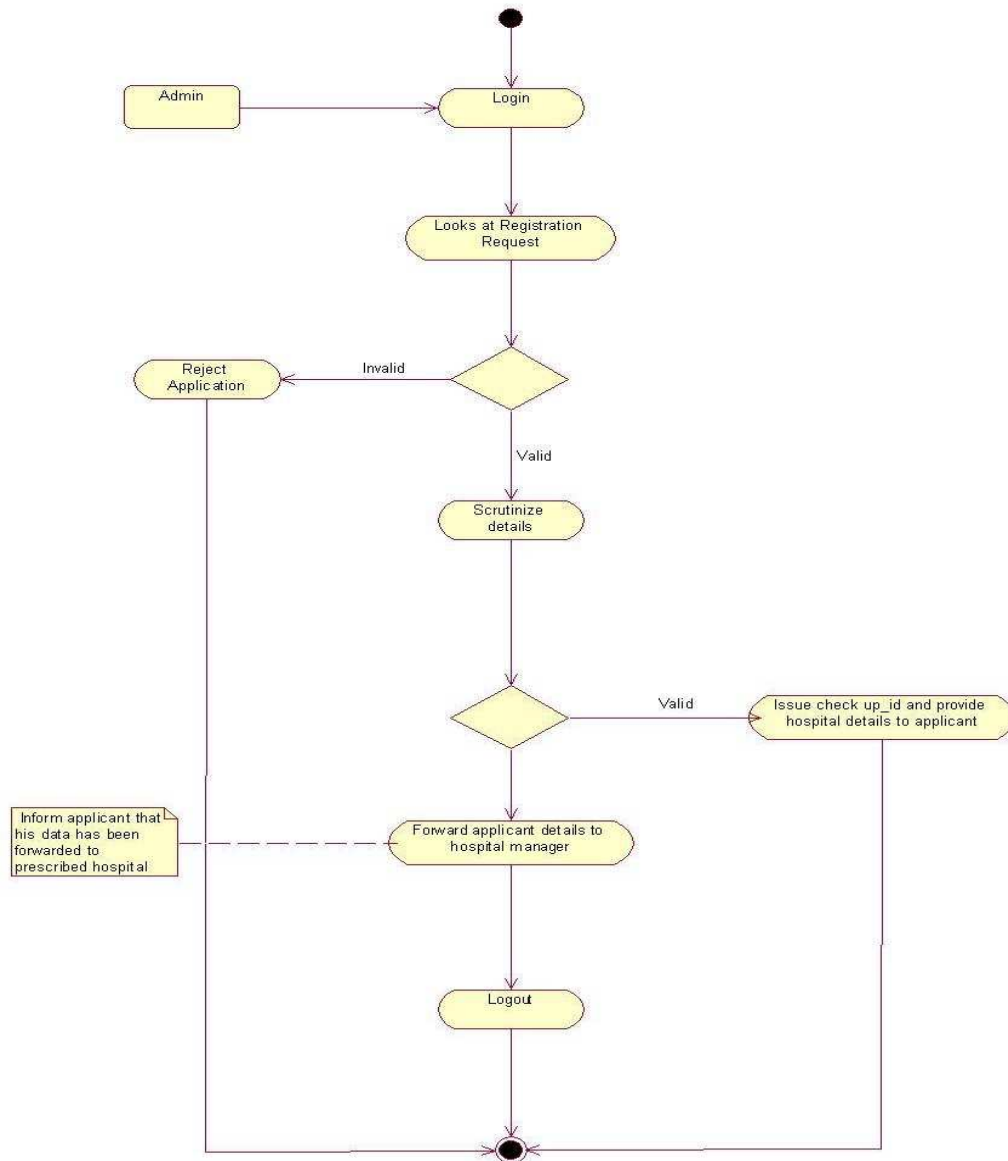 Admin
Login
Looks at Registration
Request
Reject
Application
Invalid
Valid
Scrutinize
details
Valid
Issue check up_id and provide
hospital details to applicant
Inform applicant that
his data has been
forwarded to
prescribed hospital
Forward applicant details to
hospital manager
Logout